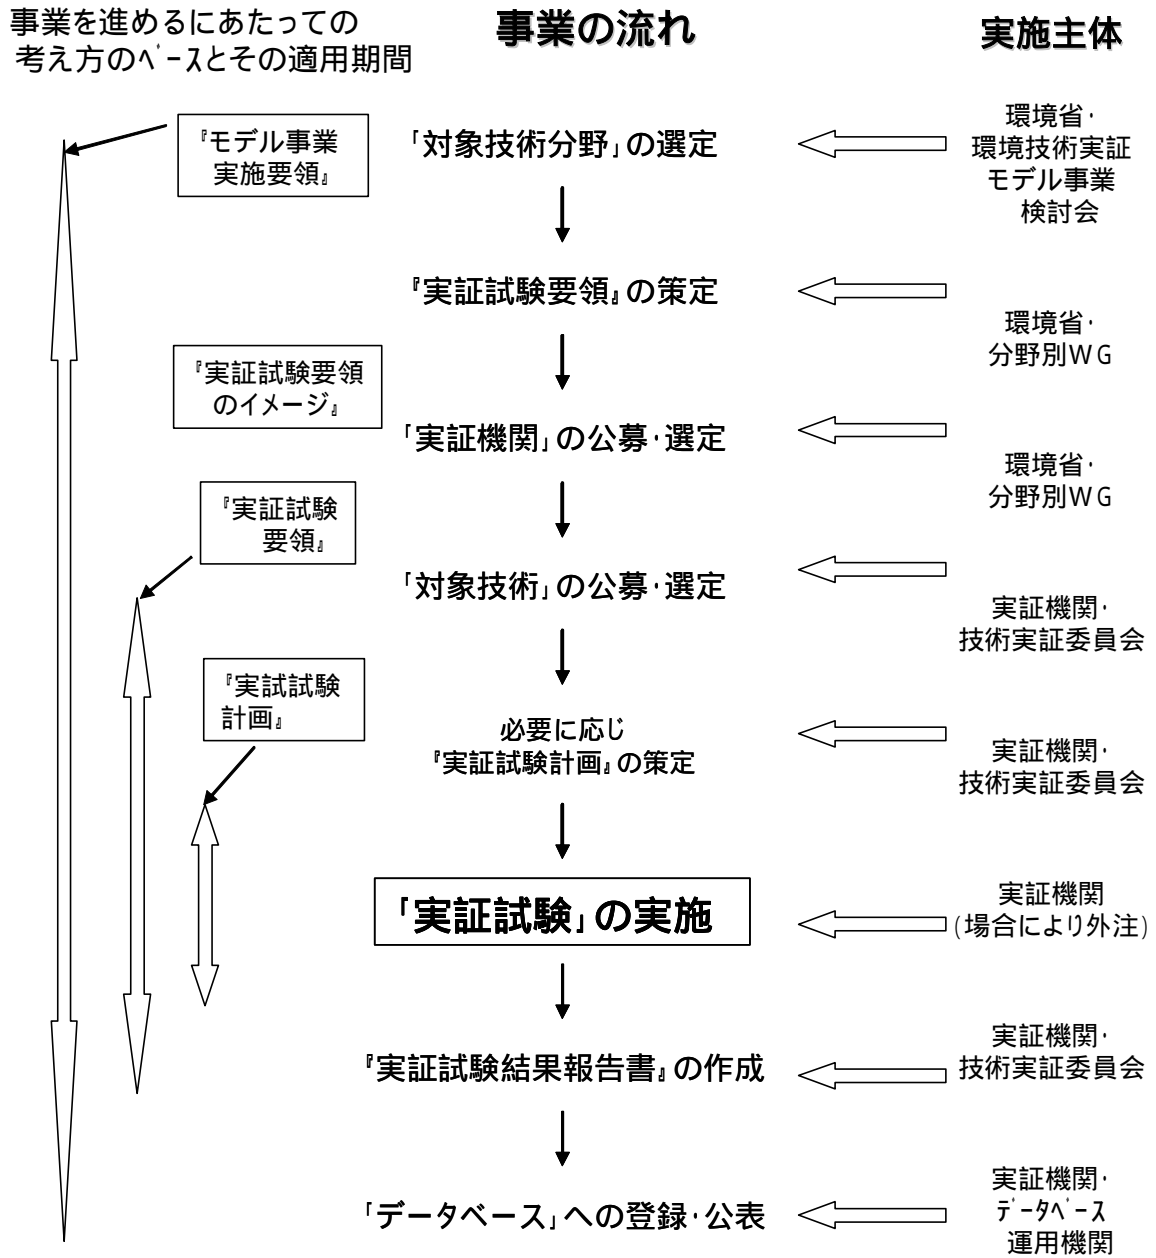 事業を進めるにあたっての
考え方のﾍﾞｰｽとその適用期間
事業の流れ
実施主体
『モデル事業
実施要領』
「対象技術分野」の選定
環境省・
環境技術実証
モデル事業
検討会
『実証試験要領』の策定
環境省・
分野別ＷＧ
『実証試験要領
のイメージ』
「実証機関」の公募・選定
環境省・
分野別ＷＧ
『実証試験
要領』
「対象技術」の公募・選定
実証機関・
技術実証委員会
『実試試験
計画』
必要に応じ
『実証試験計画』の策定
実証機関・
技術実証委員会
「実証試験」の実施
実証機関
(場合により外注)
『実証試験結果報告書』の作成
実証機関・
技術実証委員会
「データベース」への登録・公表
実証機関・
ﾃﾞｰﾀﾍﾞｰｽ
運用機関